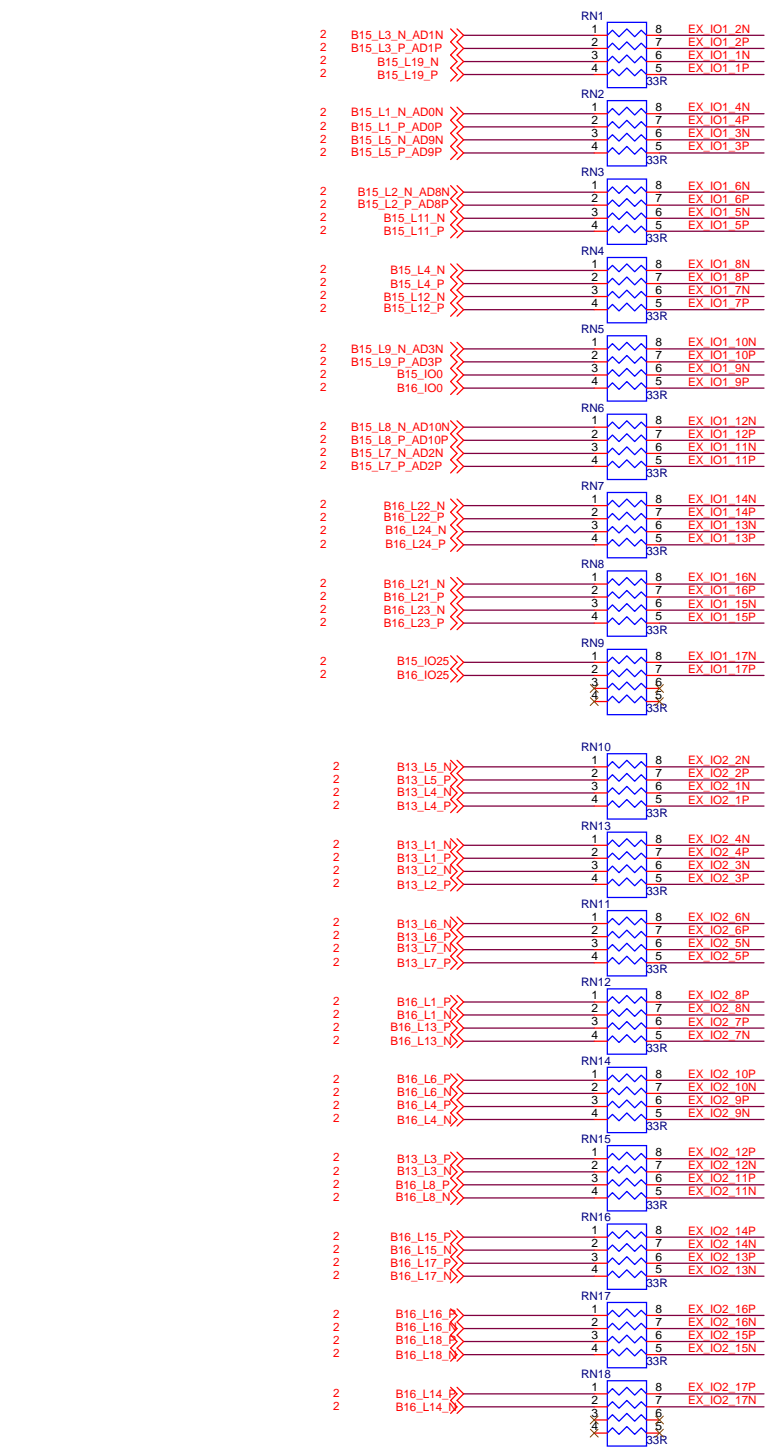 RN1
2 B15_L3_N_AD1N 1 8 EX_IO1_2N
2 B15_L3_P_AD1P 2 7 EX_IO1_2P
2 B15_L19_N 3 6 EX_IO1_1N
2 B15_L19_P 4 5 EX_IO1_1P
33R
RN2
2 B15_L1_N_AD0N 1 8 EX_IO1_4N
2 B15_L1_P_AD0P 2 7 EX_IO1_4P
2 B15_L5_N_AD9N 3 6 EX_IO1_3N
2 B15_L5_P_AD9P 4 5 EX_IO1_3P
33R
RN3
2 B15_L2_N_AD8N 1 8 EX_IO1_6N
2 B15_L2_P_AD8P 2 7 EX_IO1_6P
2 B15_L11_N 3 6 EX_IO1_5N
2 B15_L11_P 4 5 EX_IO1_5P
33R
RN4
2 B15_L4_N 1 8 EX_IO1_8N
2 B15_L4_P 2 7 EX_IO1_8P
2 B15_L12_N 3 6 EX_IO1_7N
2 B15_L12_P 4 5 EX_IO1_7P
33R
RN5
2 B15_L9_N_AD3N 1 8 EX_IO1_10N
2 B15_L9_P_AD3P 2 7 EX_IO1_10P
2 B15_IO0 3 6 EX_IO1_9N
2 B16_IO0 4 5 EX_IO1_9P
33R
RN6
2 B15_L8_N_AD10N 1 8 EX_IO1_12N
2 B15_L8_P_AD10P 2 7 EX_IO1_12P
2 B15_L7_N_AD2N 3 6 EX_IO1_11N
2 B15_L7_P_AD2P 4 5 EX_IO1_11P
33R
RN7
2 B16_L22_N 1 8 EX_IO1_14N
2 B16_L22_P 2 7 EX_IO1_14P
2 B16_L24_N 3 6 EX_IO1_13N
2 B16_L24_P 4 5 EX_IO1_13P
33R
RN8
2 B16_L21_N 1 8 EX_IO1_16N
2 B16_L21_P 2 7 EX_IO1_16P
2 B16_L23_N 3 6 EX_IO1_15N
2 B16_L23_P 4 5 EX_IO1_15P
33R
RN9
2 B15_IO25 1 8 EX_IO1_17N
2 B16_IO25 2 7 EX_IO1_17P
3 6
4 5
33R
RN10
2 B13_L5_N 1 8 EX_IO2_2N
2 B13_L5_P 2 7 EX_IO2_2P
2 B13_L4_N 3 6 EX_IO2_1N
2 B13_L4_P 4 5 EX_IO2_1P
33R
RN13
2 B13_L1_N 1 8 EX_IO2_4N
2 B13_L1_P 2 7 EX_IO2_4P
2 B13_L2_N 3 6 EX_IO2_3N
2 B13_L2_P 4 5 EX_IO2_3P
33R
RN11
2 B13_L6_N 1 8 EX_IO2_6N
2 B13_L6_P 2 7 EX_IO2_6P
2 B13_L7_N 3 6 EX_IO2_5N
2 B13_L7_P 4 5 EX_IO2_5P
33R
RN12
2 B16_L1_P 1 8 EX_IO2_8P
2 B16_L1_N 2 7 EX_IO2_8N
2 B16_L13_P 3 6 EX_IO2_7P
2 B16_L13_N 4 5 EX_IO2_7N
33R
RN14
2 B16_L6_P 1 8 EX_IO2_10P
2 B16_L6_N 2 7 EX_IO2_10N
2 B16_L4_P 3 6 EX_IO2_9P
2 B16_L4_N 4 5 EX_IO2_9N
33R
RN15
2 B13_L3_P 1 8 EX_IO2_12P
2 B13_L3_N 2 7 EX_IO2_12N
2 B16_L8_P 3 6 EX_IO2_11P
2 B16_L8_N 4 5 EX_IO2_11N
33R
RN16
2 B16_L15_P 1 8 EX_IO2_14P
2 B16_L15_N 2 7 EX_IO2_14N
2 B16_L17_P 3 6 EX_IO2_13P
2 B16_L17_N 4 5 EX_IO2_13N
33R
RN17
2 B16_L16_P 1 8 EX_IO2_16P
2 B16_L16_N 2 7 EX_IO2_16N
2 B16_L18_P 3 6 EX_IO2_15P
2 B16_L18_N 4 5 EX_IO2_15N
33R
RN18
2 B16_L14_P 1 8 EX_IO2_17P
2 B16_L14_N 2 7 EX_IO2_17N
3 6
4 5
33R